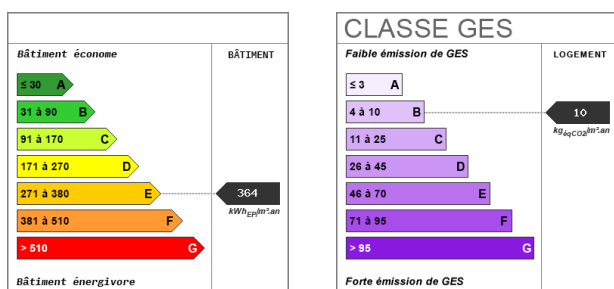 Bâtiment économe
BÂTIMENT
≤ 30 A
31 à 90 B
91 à 170 C
171 à 270 D
271 à 380 E
364
kWhEP/m².an
381 à 510 F
> 510 G
Bâtiment énergivore
CLASSE GES
Faible émission de GES
LOGEMENT
≤ 3 A
4 à 10 B
10
kgéqCO2/m².an
11 à 25 C
26 à 45 D
46 à 70 E
71 à 95 F
> 95 G
Forte émission de GES